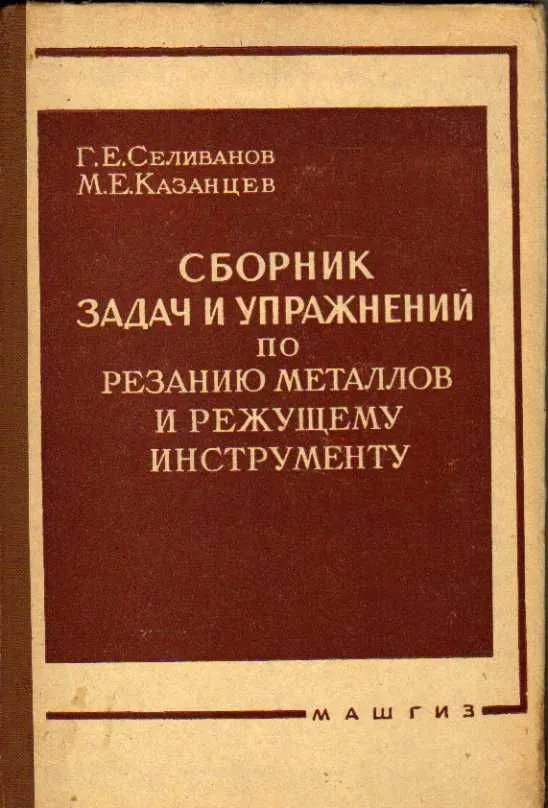 Г. Е. СЕЛИВАНОВ
М. Е. КАЗАНЦЕВ
СБОРНИК
ЗАДАЧ И УПРАЖНЕНИЙ
ПО
РЕЗАНИЮ МЕТАЛЛОВ
И РЕЖУЩЕМУ
ИНСТРУМЕНТУ
МАШГИЗ